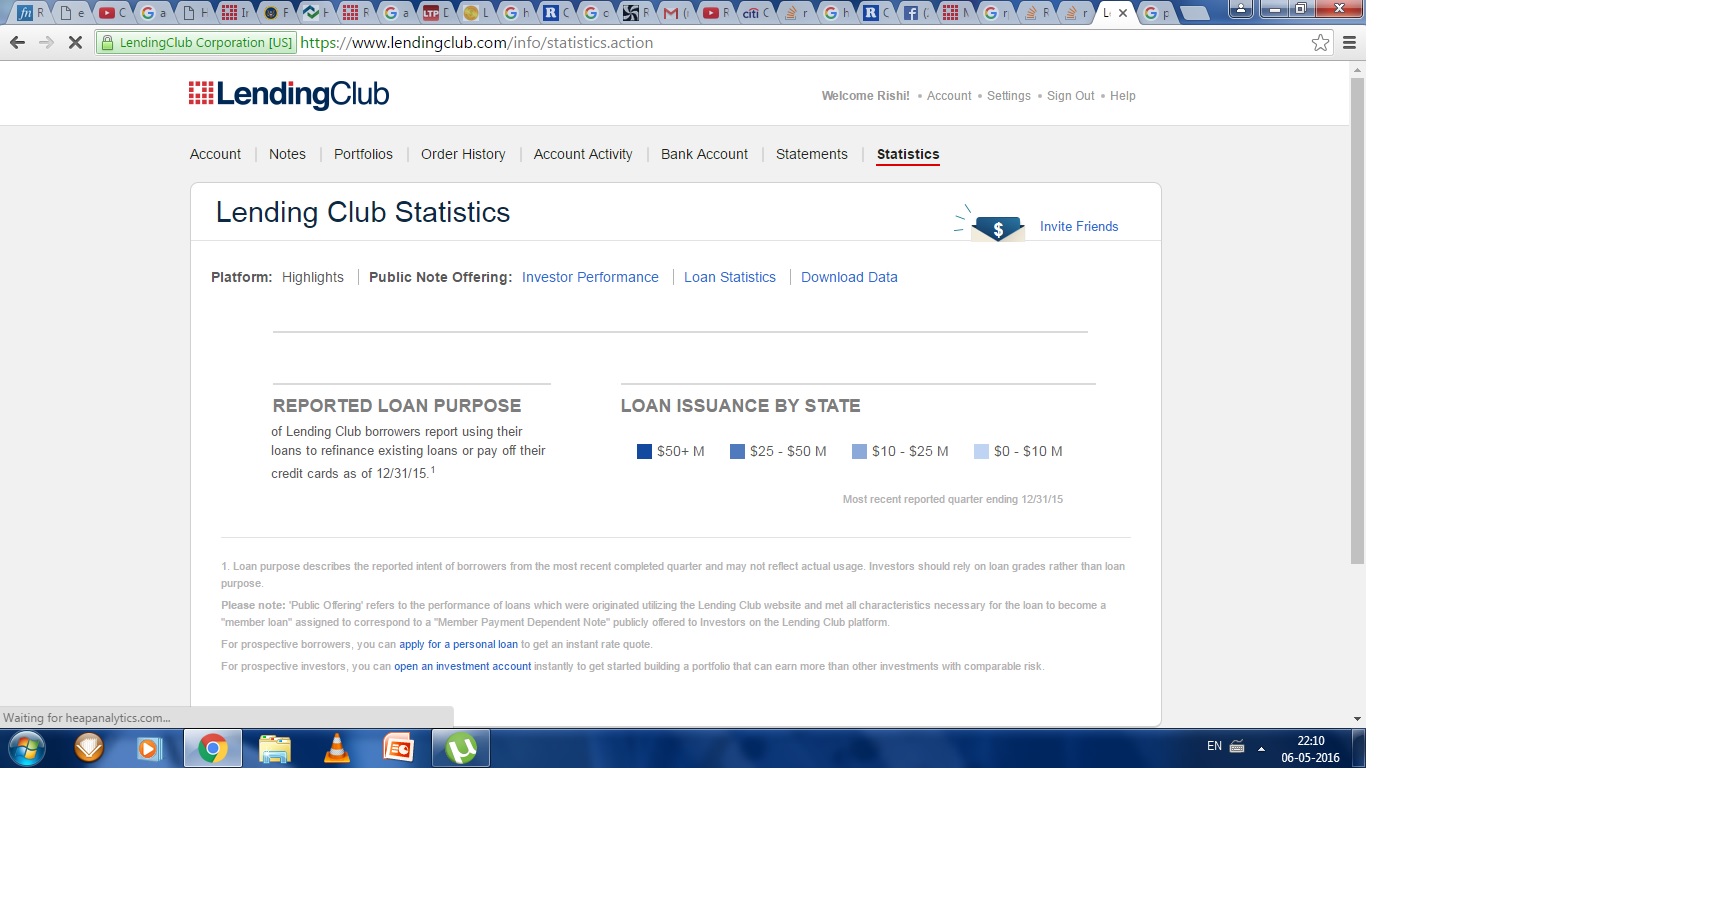 LendingClub Corporation [US] https://www.lendingclub.com/info/statistics.action
LendingClub
Welcome Rishi! • Account • Settings • Sign Out • Help
Account | Notes | Portfolios | Order History | Account Activity | Bank Account | Statements | Statistics
Lending Club Statistics
$
Invite Friends
Platform: Highlights | Public Note Offering: Investor Performance | Loan Statistics | Download Data
REPORTED LOAN PURPOSE
of Lending Club borrowers report using their
loans to refinance existing loans or pay off their
credit cards as of 12/31/15.1
LOAN ISSUANCE BY STATE
$50+ M $25 - $50 M $10 - $25 M $0 - $10 M
Most recent reported quarter ending 12/31/15
1. Loan purpose describes the reported intent of borrowers from the most recent completed quarter and may not reflect actual usage. Investors should rely on loan grades rather than loan
purpose.
Please note: 'Public Offering' refers to the performance of loans which were originated utilizing the Lending Club website and met all characteristics necessary for the loan to become a
"member loan" assigned to correspond to a "Member Payment Dependent Note" publicly offered to Investors on the Lending Club platform.
For prospective borrowers, you can apply for a personal loan to get an instant rate quote.
For prospective investors, you can open an investment account instantly to get started building a portfolio that can earn more than other investments with comparable risk.
Waiting for heapanalytics.com...
EN
22:10
06-05-2016